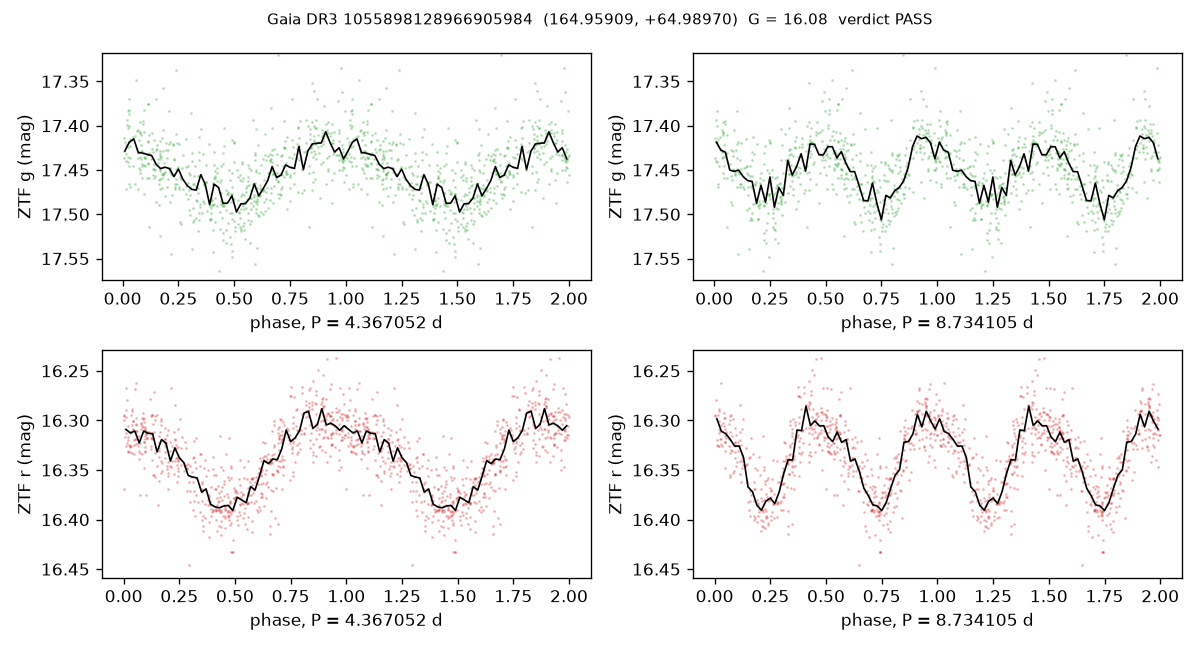 Gaia DR3 1055898128966905984 (164.95909, +64.98970) G = 16.08 verdict PASS
ZTF g (mag)
17.35
17.40
17.45
17.50
17.55
0.00 0.25 0.50 0.75 1.00 1.25 1.50 1.75 2.00
phase, P = 4.367052 d
ZTF g (mag)
17.35
17.40
17.45
17.50
17.55
0.00 0.25 0.50 0.75 1.00 1.25 1.50 1.75 2.00
phase, P = 8.734105 d
ZTF r (mag)
16.25
16.30
16.35
16.40
16.45
0.00 0.25 0.50 0.75 1.00 1.25 1.50 1.75 2.00
phase, P = 4.367052 d
ZTF r (mag)
16.25
16.30
16.35
16.40
16.45
0.00 0.25 0.50 0.75 1.00 1.25 1.50 1.75 2.00
phase, P = 8.734105 d